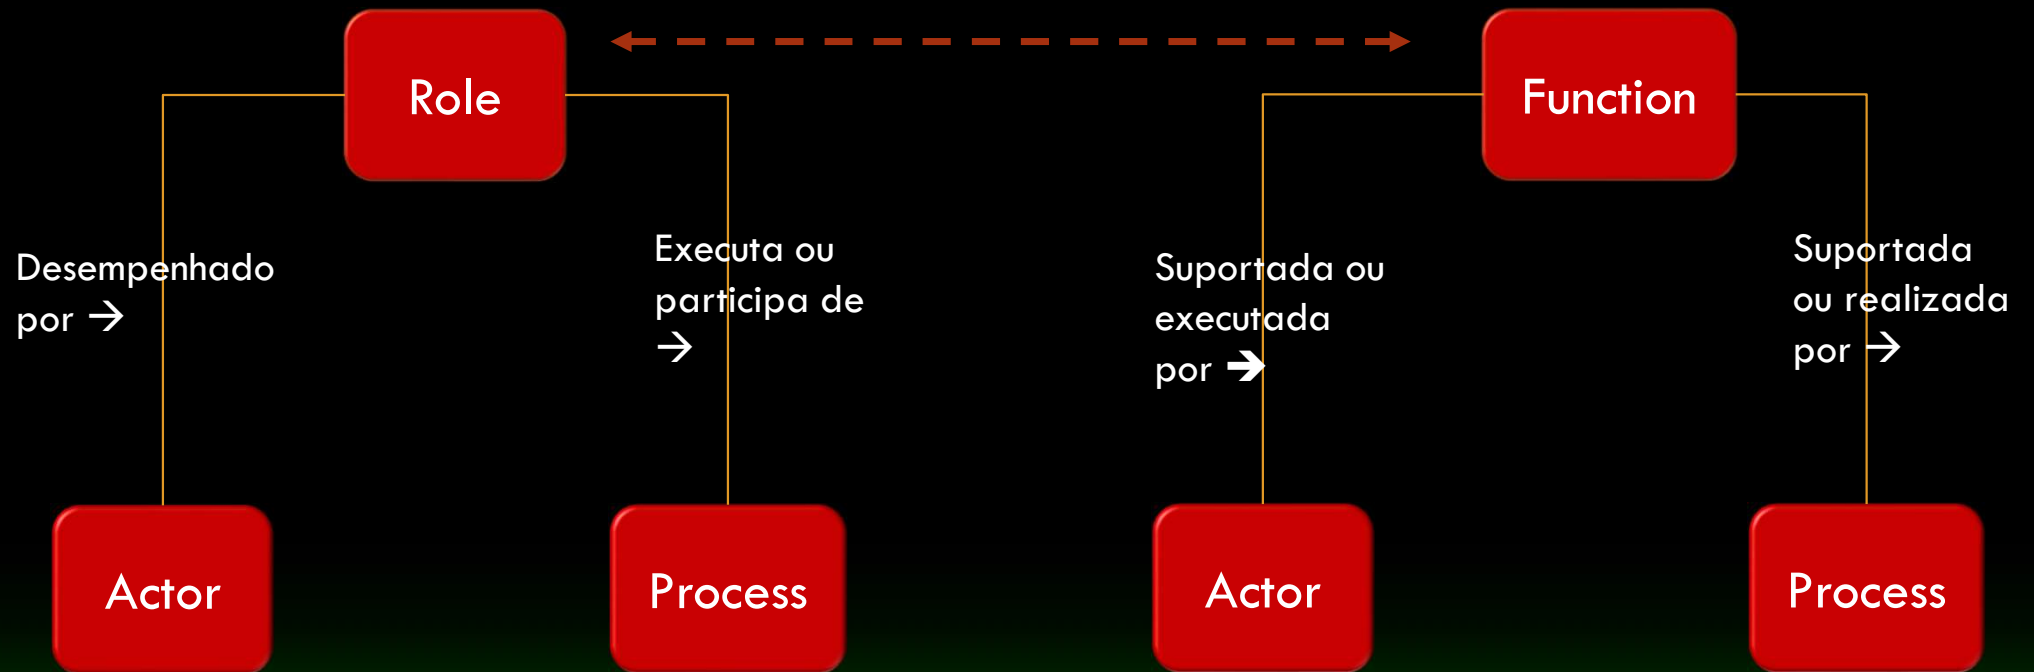 Role
Function
Desempenhado
por →
Executa ou
participa de
→
Suportada ou
executada
por ➔
Suportada
ou realizada
por →
Actor
Process
Actor
Process